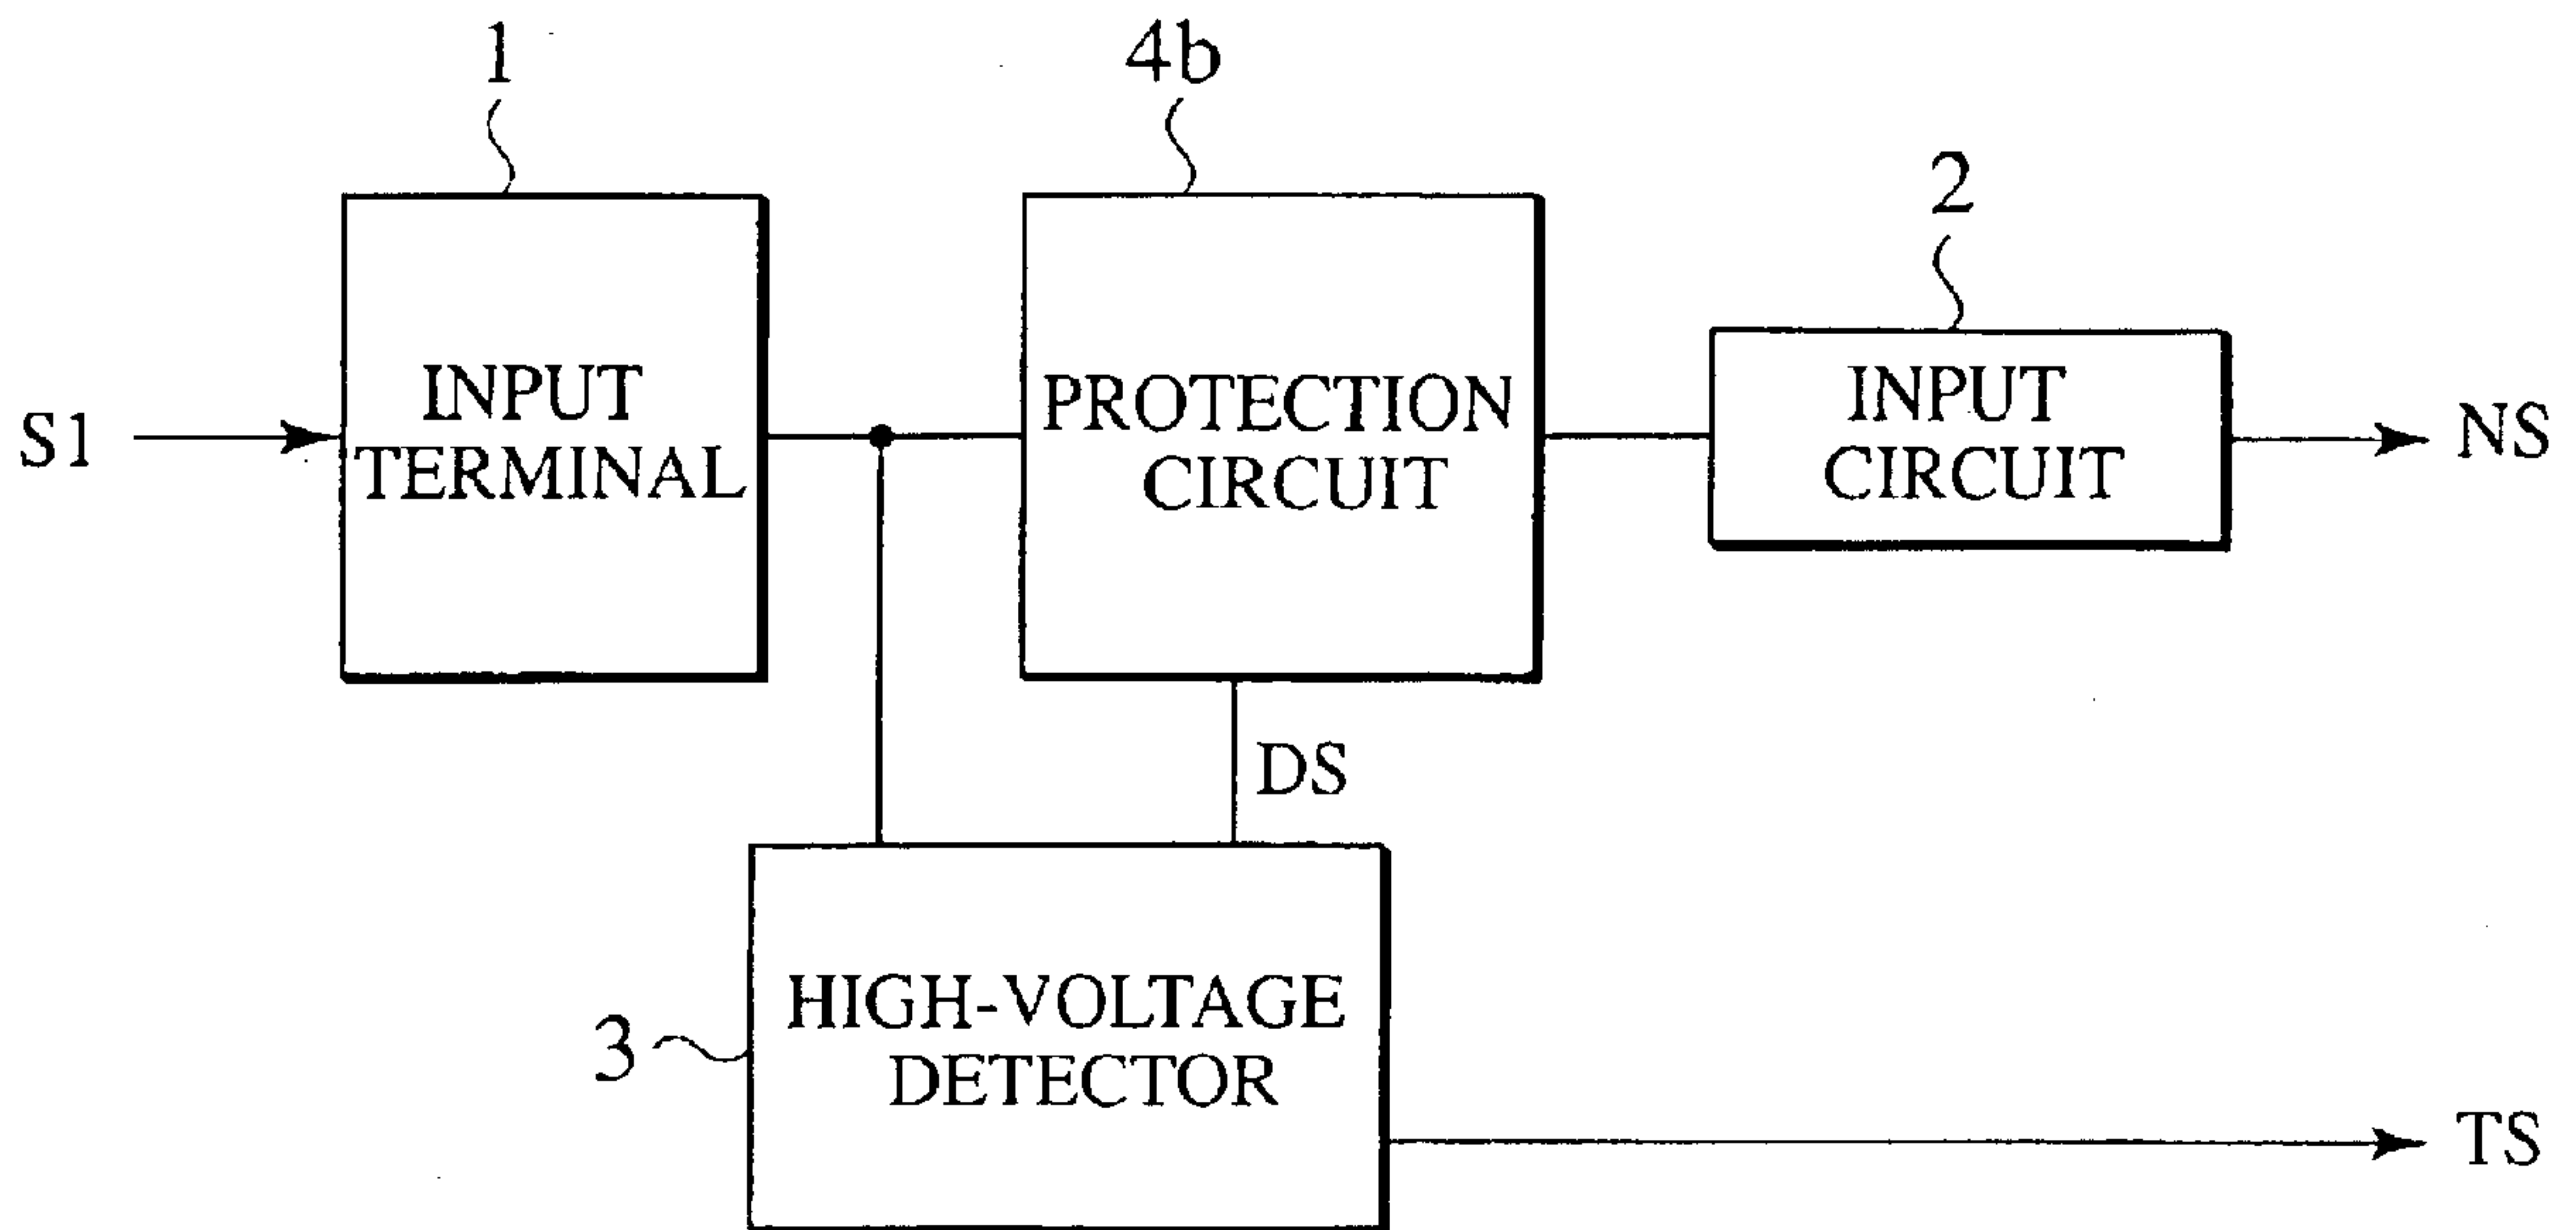 1
4b
2
S1
INPUT
TERMINAL
PROTECTION
CIRCUIT
INPUT
CIRCUIT
NS
DS
3
HIGH-VOLTAGE
DETECTOR
TS